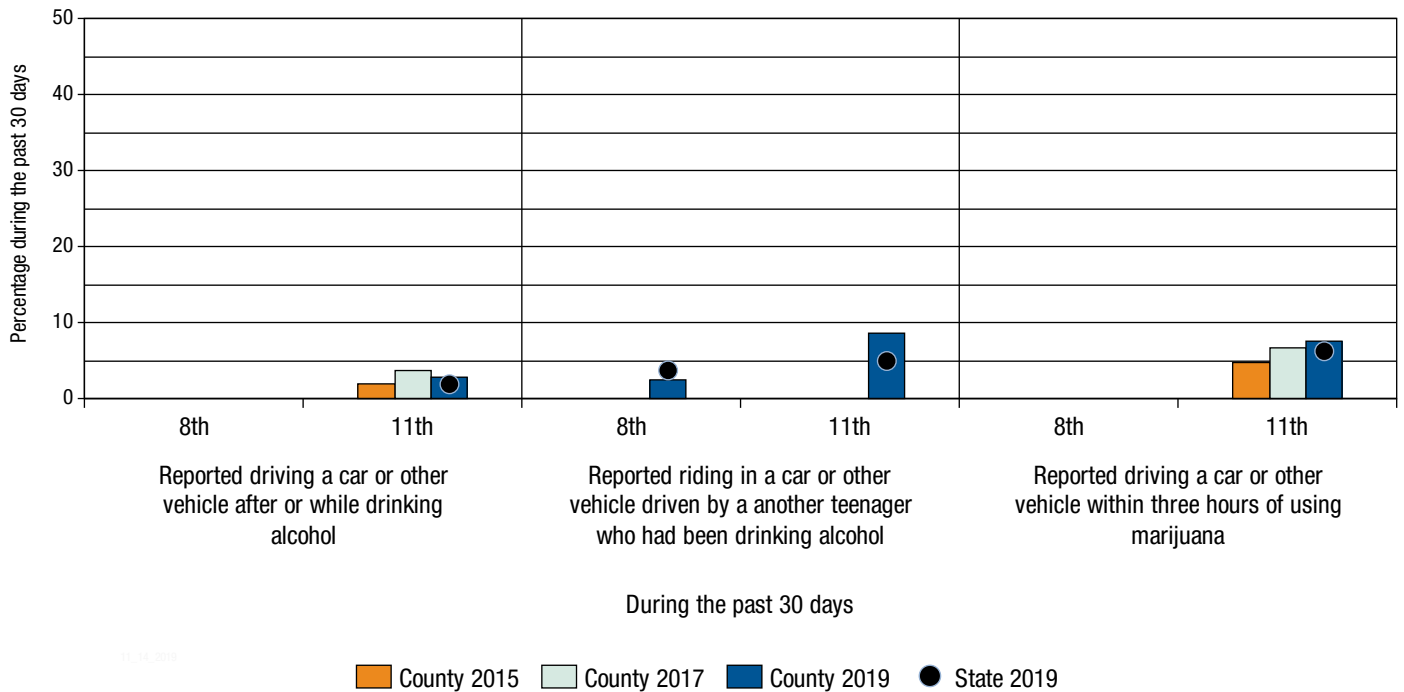 Percentage during the past 30 days
50
40
30
20
10
0
8th
11th
8th
11th
8th
11th
Reported driving a car or other
vehicle after or while drinking
alcohol
Reported riding in a car or other
vehicle driven by a another teenager
who had been drinking alcohol
Reported driving a car or other
vehicle within three hours of using
marijuana
During the past 30 days
County 2015 County 2017 County 2019 State 2019